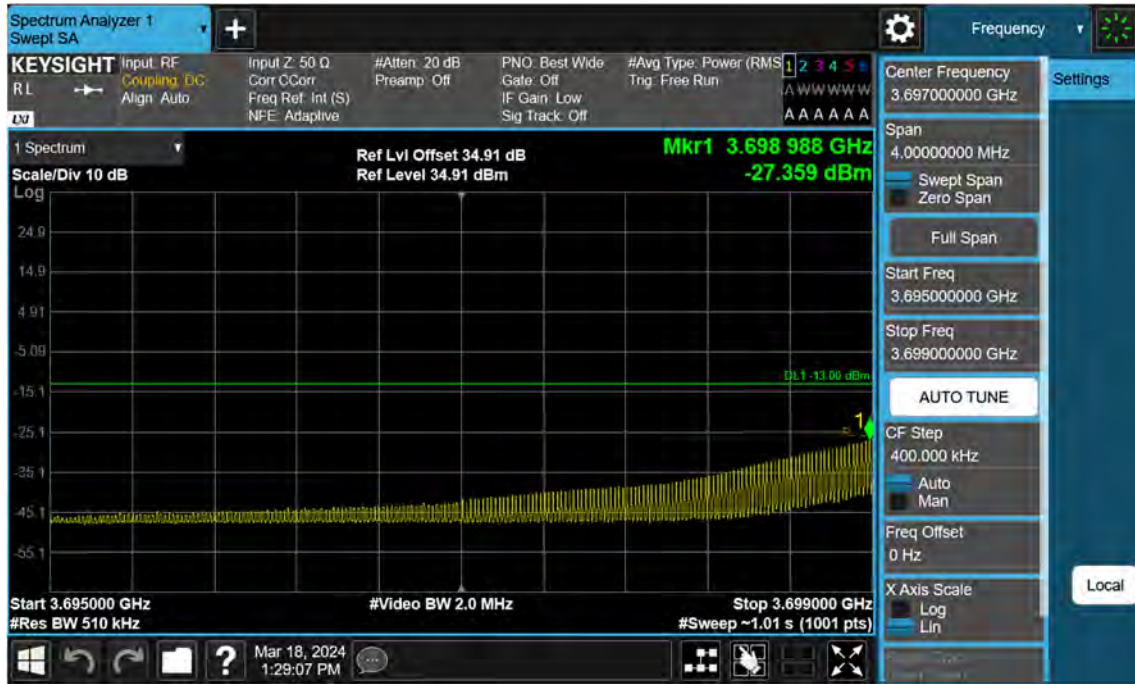 Spectrum Analyzer 1
Swept SA
Frequency
KEYSIGHT
RL
LXI
Input: RF
Coupling: DC
Align: Auto
Input Z: 50 Ω
Corr CCorr
Freq Ref: Int (S)
NFE: Adaptive
#Atten: 20 dB
Preamp: Off
PNO: Best Wide
Gate: Off
IF Gain: Low
Sig Track: Off
#Avg Type: Power (RMS
Trig: Free Run
1 2 3 4 5 6
A W W W W W
A A A A A A
1 Spectrum
Scale/Div 10 dB
Log
Ref Lvl Offset 34.91 dB
Ref Level 34.91 dBm
Mkr1 3.698 988 GHz
-27.359 dBm
24.9
14.9
4.91
-5.09
DL1 -13.00 dBm
-15.1
1
-25.1
-35.1
-45.1
-55.1
Start 3.695000 GHz
#Res BW 510 kHz
#Video BW 2.0 MHz
Stop 3.699000 GHz
#Sweep ~1.01 s (1001 pts)
Center Frequency
3.697000000 GHz
Settings
Span
4.00000000 MHz
Swept Span
Zero Span
Full Span
Start Freq
3.695000000 GHz
Stop Freq
3.699000000 GHz
AUTO TUNE
CF Step
400.000 kHz
Auto
Man
Freq Offset
0 Hz
X Axis Scale
Log
Lin
Local
?
Mar 18, 2024
1:29:07 PM